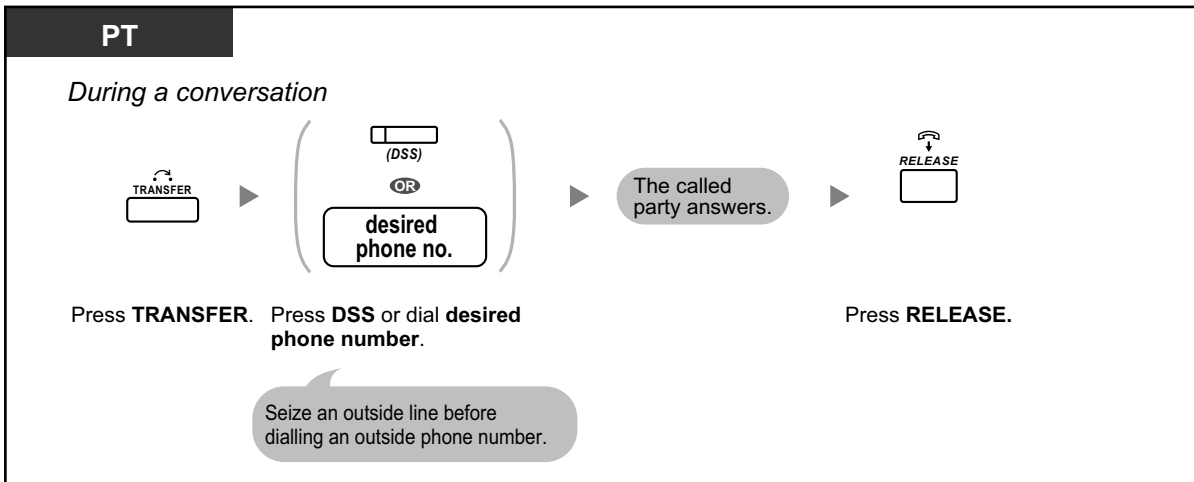 PT
During a conversation
TRANSFER
(DSS)
OR
desired
phone no.
The called
party answers.
RELEASE
Press TRANSFER.
Press DSS or dial desired
phone number.
Press RELEASE.
Seize an outside line before
dialling an outside phone number.